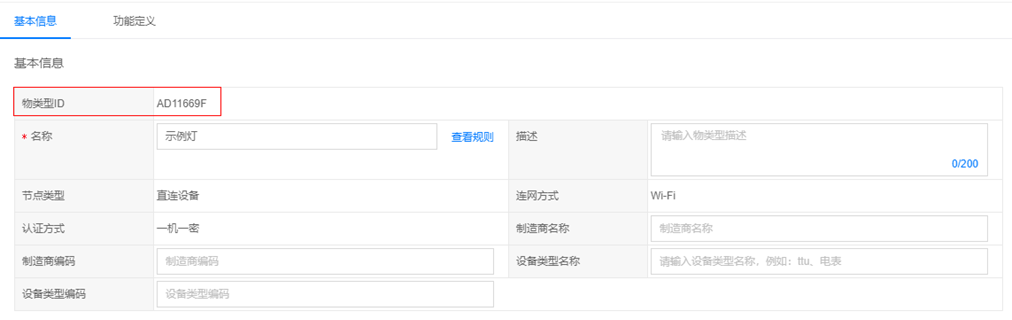 基本信息 功能定义
基本信息
物类型ID AD11669F
* 名称 示例灯 查看规则 描述 请输入物类型描述
0/200
节点类型 直连设备 连网方式 Wi-Fi
认证方式 一机一密 制造商名称 制造商名称
制造商编码 制造商编码 设备类型名称 请输入设备类型名称，例如：ttu、电表
设备类型编码 设备类型编码